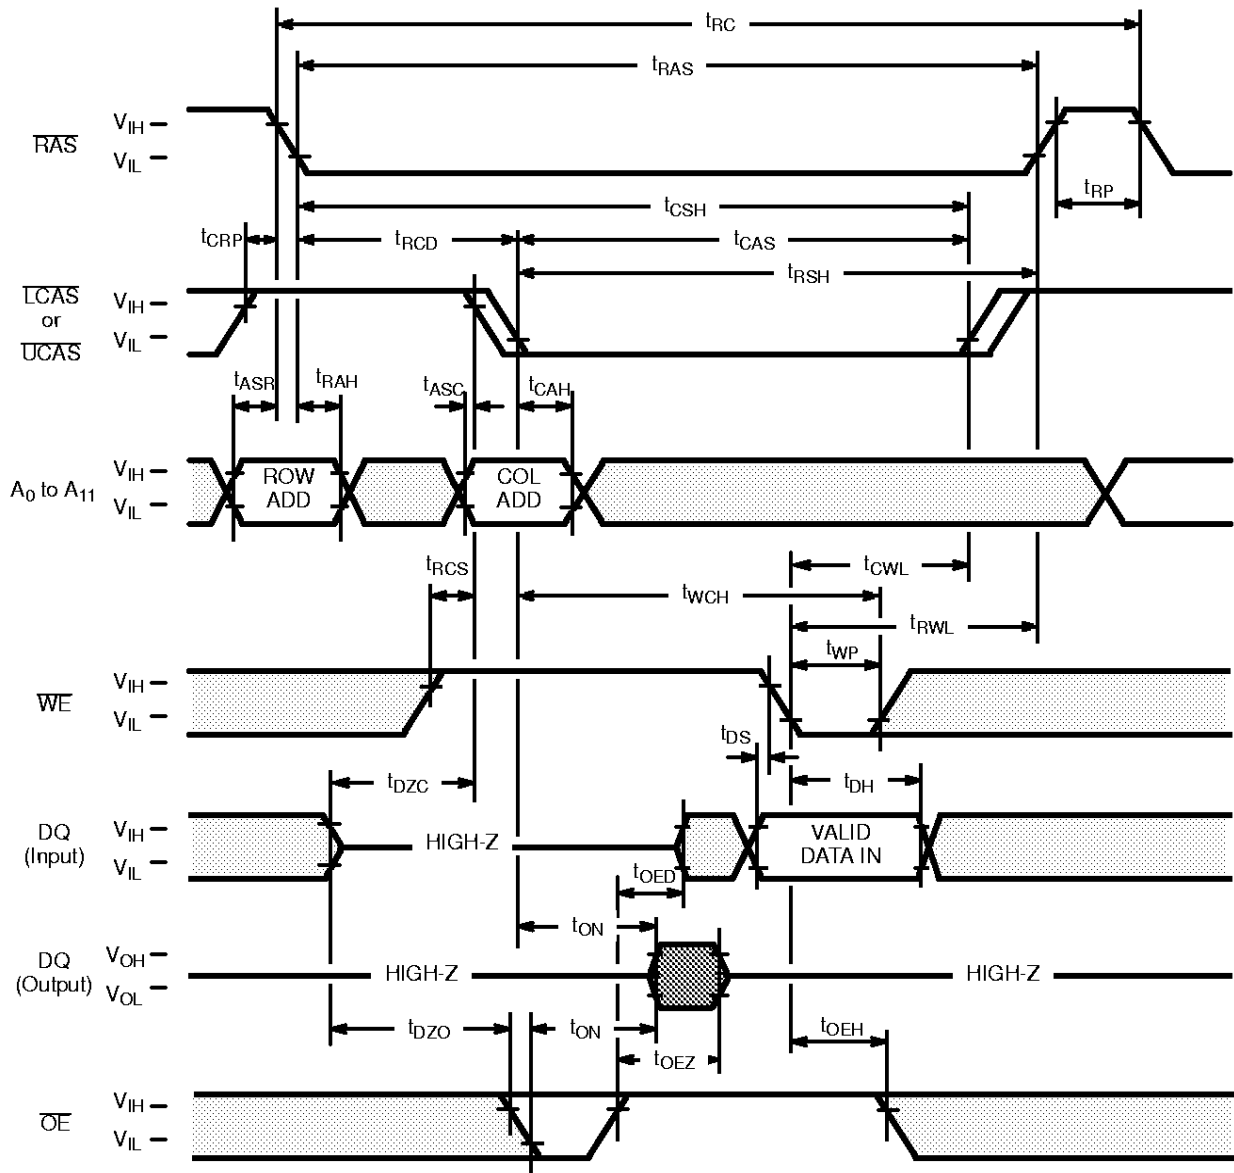 tRC
tRAS
RAS
VIH
VIL
tRP
tCSH
tCRP
tRCD
tCAS
tRSH
LCAS
or
UCAS
VIH
VIL
tASR
tRAH
tASC
tCAH
A0 to A11
VIH
VIL
ROW
ADD
COL
ADD
tRCS
tCWL
tWCH
tRWL
tWP
WE
VIH
VIL
tDS
tDZC
tDH
DQ
(Input)
VIH
VIL
HIGH-Z
VALID
DATA IN
tOED
tON
DQ
(Output)
VOH
VOL
HIGH-Z
HIGH-Z
tDZO
tON
tOEZ
tOEH
OE
VIH
VIL